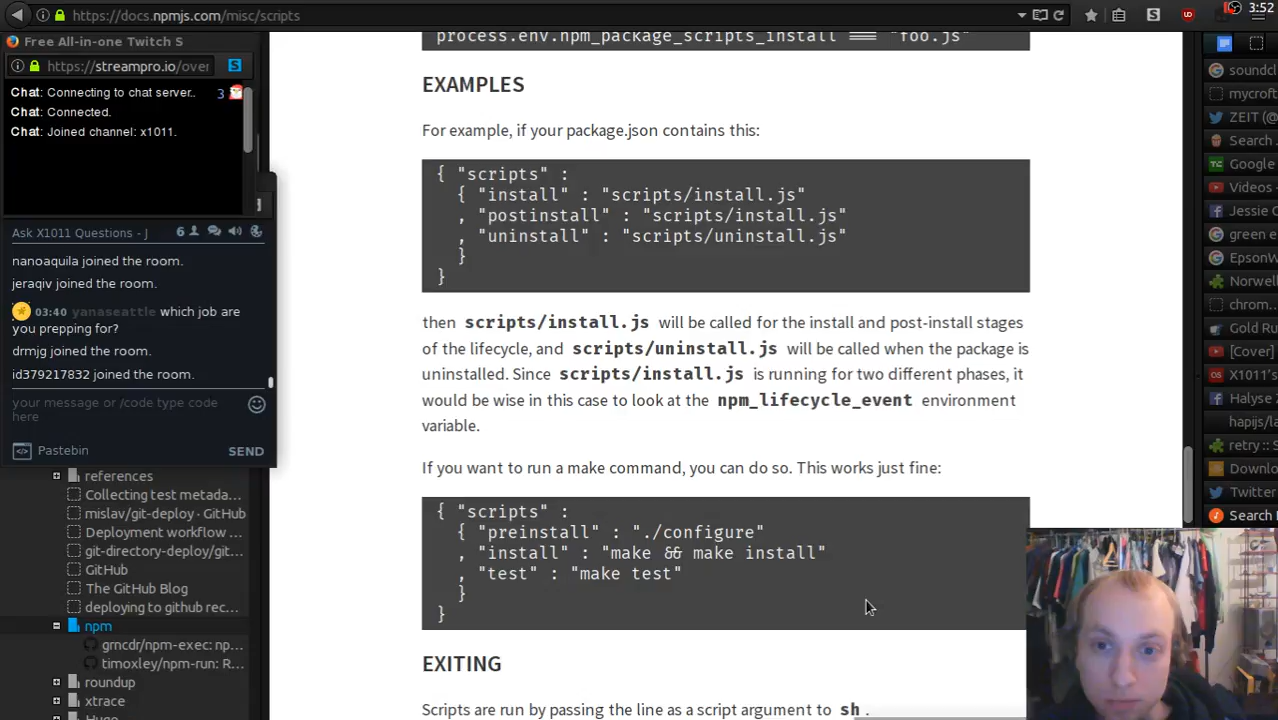 https://docs.npmjs.com/misc/scripts
3:52
Free All-in-one Twitch S
https://streampro.io/over
Chat: Connecting to chat server..
3
Chat: Connected.
Chat: Joined channel: x1011.
Ask X1011 Questions - J
6
nanoaquila joined the room.
jeraqiv joined the room.
03:40 yanaseattle which job are
you prepping for?
drmjg joined the room.
id379217832 joined the room.
your message or /code type code
here
Pastebin
SEND
references
Collecting test metada...
mislav/git-deploy · GitHub
Deployment workflow ...
git-directory-deploy/git...
GitHub
The GitHub Blog
deploying to github rec...
npm
grncdr/npm-exec: np...
timoxley/npm-run: R...
roundup
xtrace
Hugo
process.env.npm_package_scripts_install === "foo.js"
EXAMPLES
For example, if your package.json contains this:
{ "scripts" :
{ "install" : "scripts/install.js"
, "postinstall" : "scripts/install.js"
, "uninstall" : "scripts/uninstall.js"
}
}
then scripts/install.js will be called for the install and post-install stages
of the lifecycle, and scripts/uninstall.js will be called when the package is
uninstalled. Since scripts/install.js is running for two different phases, it
would be wise in this case to look at the npm_lifecycle_event environment
variable.
If you want to run a make command, you can do so. This works just fine:
{ "scripts" :
{ "preinstall" : "./configure"
, "install" : "make && make install"
, "test" : "make test"
}
}
EXITING
Scripts are run by passing the line as a script argument to sh .
soundcl
mycroft
ZEIT (@
Search
Google
Videos -
Jessie C
green e
EpsonW
Norwell
chrom...
Gold Ru
[Cover]
X1011's
Halyse
hapijs/la
retry :: S
Downlo
Twitter
Search